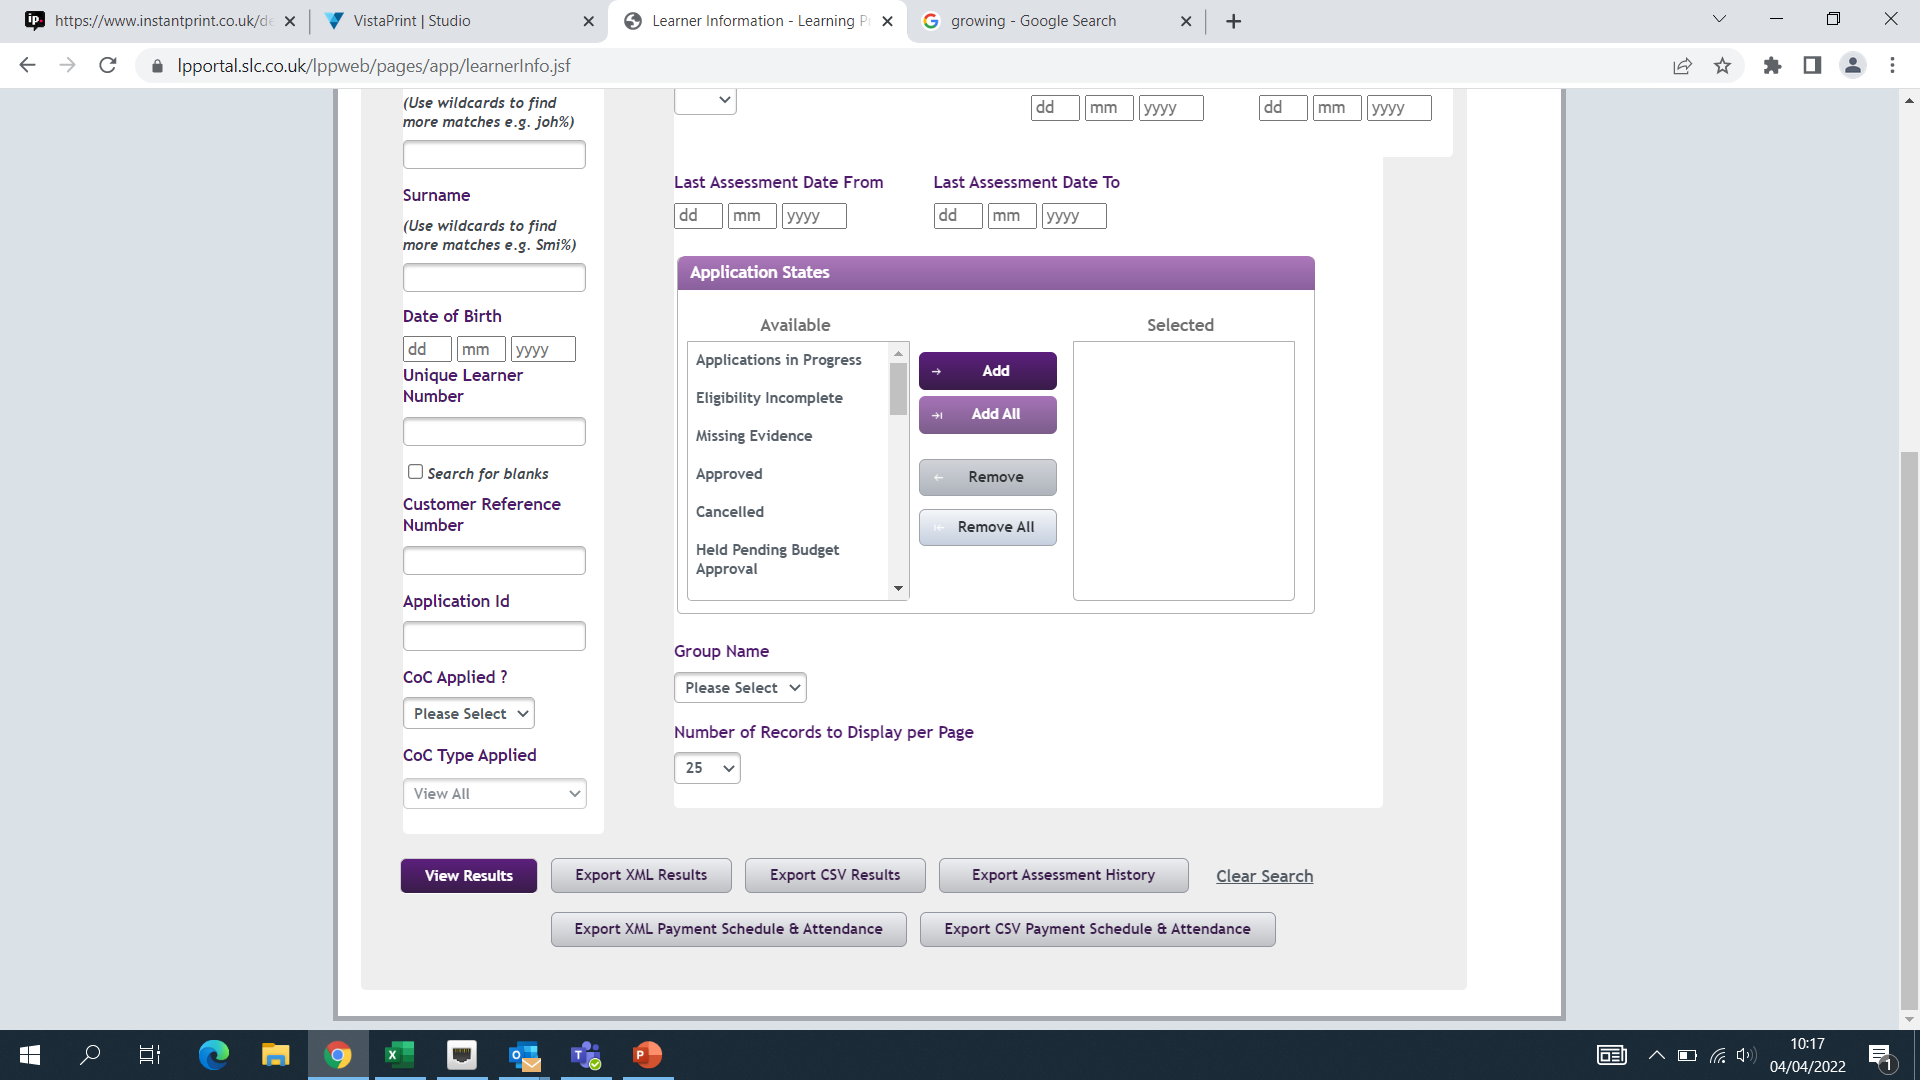 https://www.instantprint.co.uk/de
VistaPrint | Studio
Learner Information - Learning P
growing - Google Search
lpportal.slc.co.uk/lppweb/pages/app/learnerInfo.jsf
(Use wildcards to find
more matches e.g. joh%)
Surname
(Use wildcards to find
more matches e.g. Smi%)
Date of Birth
dd mm yyyy
Unique Learner
Number
Search for blanks
Customer Reference
Number
Application Id
CoC Applied ?
Please Select
CoC Type Applied
View All
dd mm yyyy dd mm yyyy
Last Assessment Date From Last Assessment Date To
dd mm yyyy dd mm yyyy
Application States
Available Selected
Applications in Progress
Eligibility Incomplete
Missing Evidence
Approved
Cancelled
Held Pending Budget
Approval
Add
Add All
Remove
Remove All
Group Name
Please Select
Number of Records to Display per Page
25
View Results Export XML Results Export CSV Results Export Assessment History Clear Search
Export XML Payment Schedule & Attendance Export CSV Payment Schedule & Attendance
10:17
04/04/2022
1